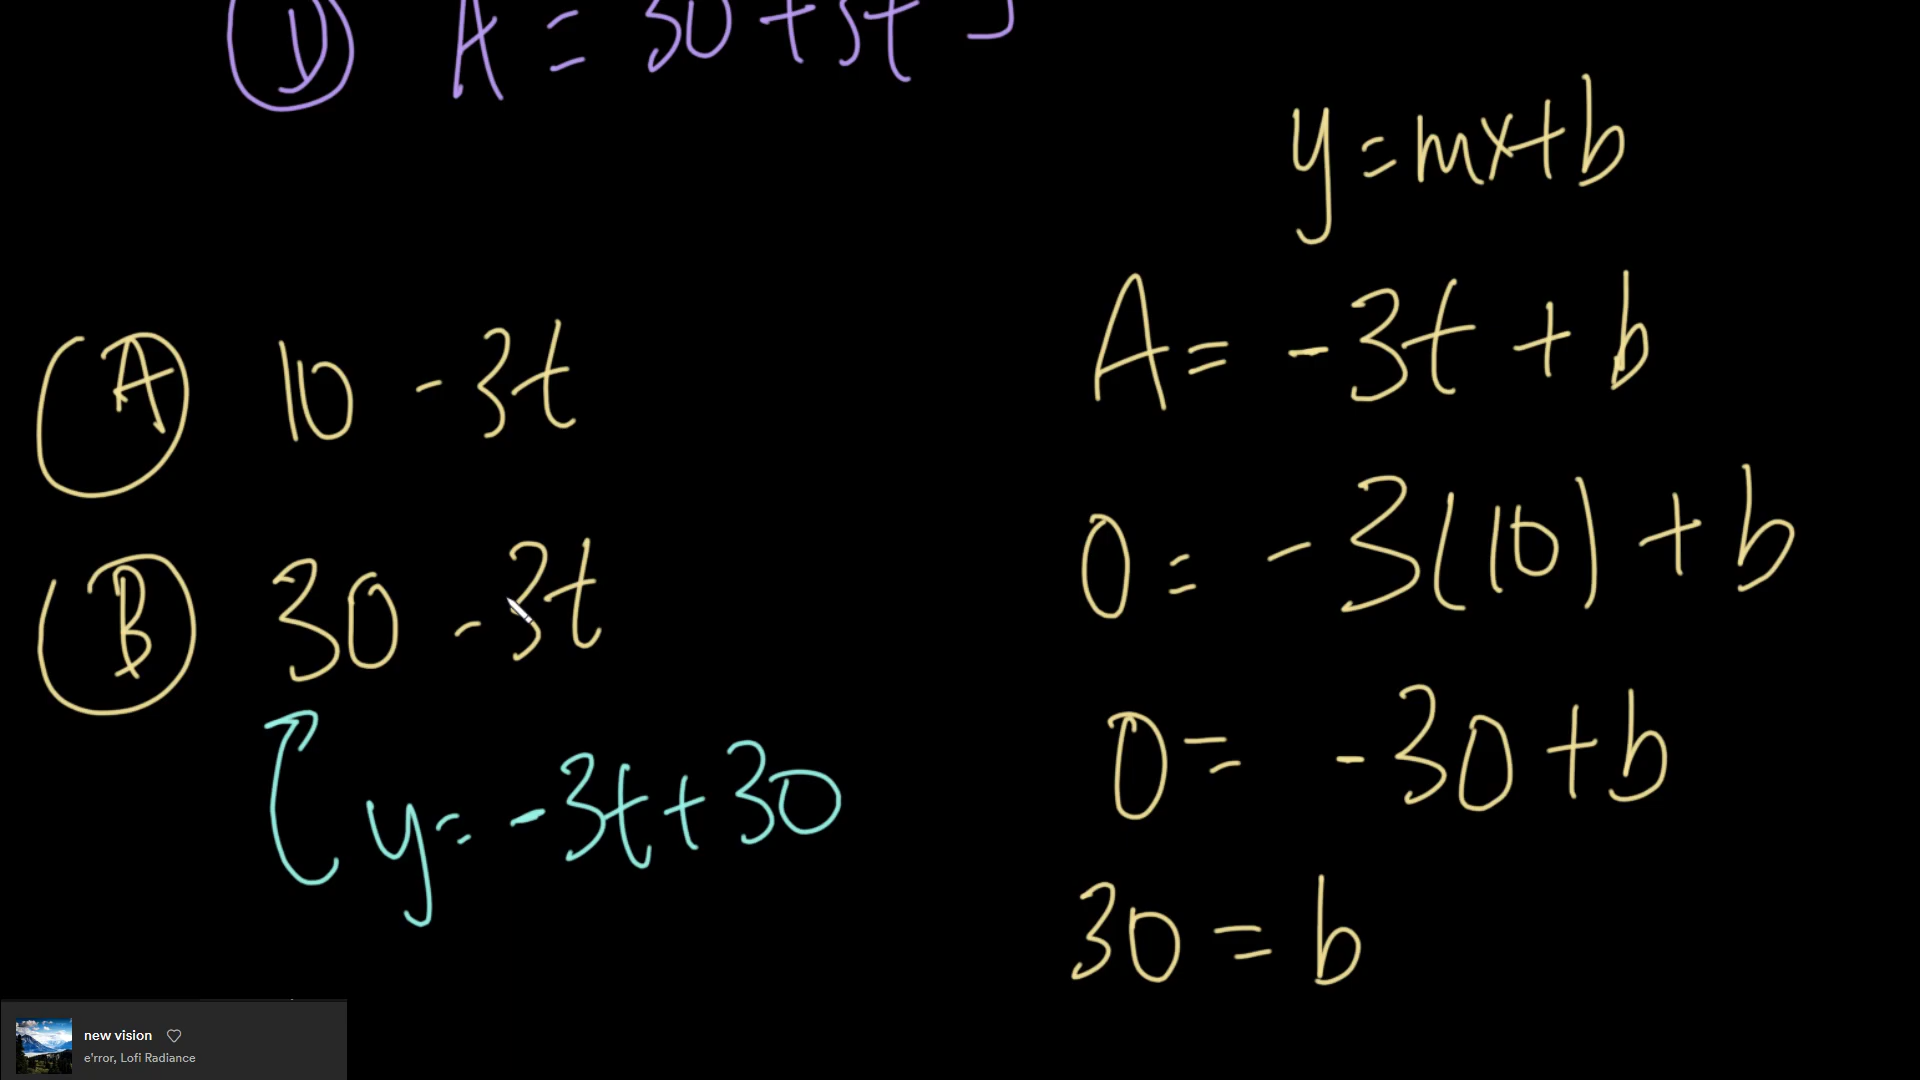 D A = 30 + 3t
y = mx + b
A = -3t + b
A 10 - 3t
0 = -3(10) + b
B 30 - 3t
0 = -30 + b
y = -3t + 30
30 = b
new vision
e'rror, Lofi Radiance